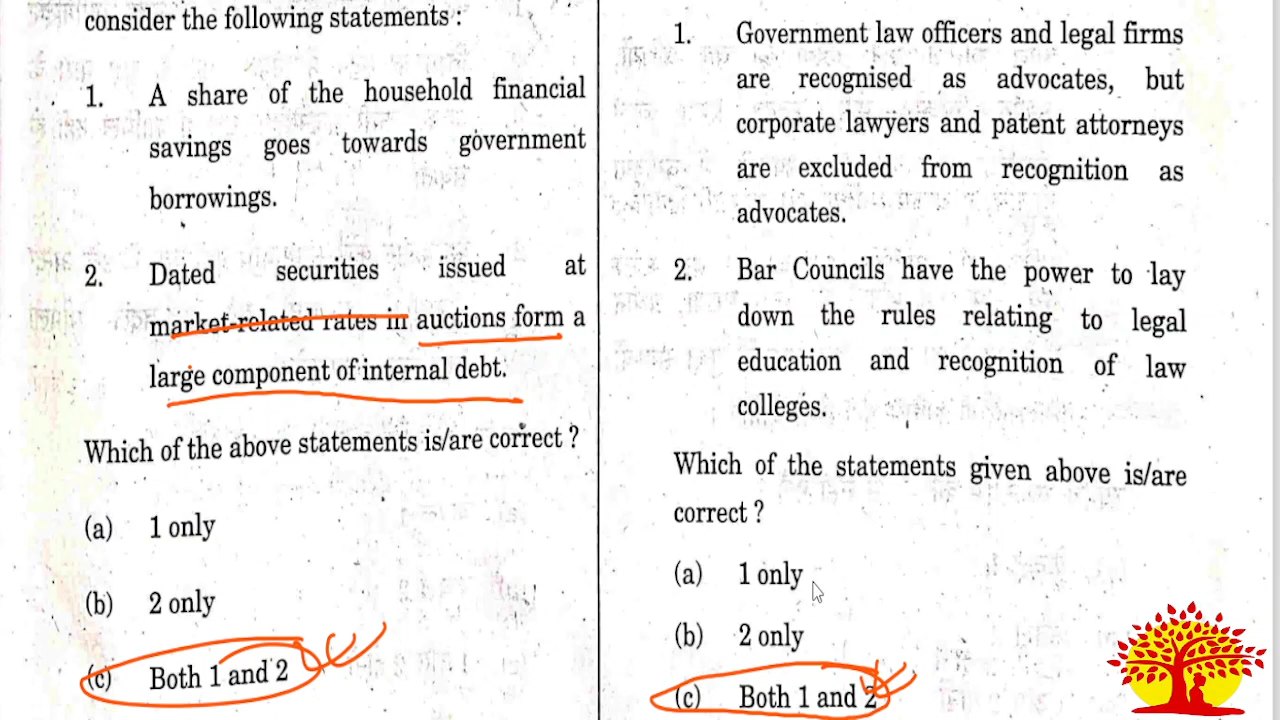 consider the following statements :
1. A share of the household financial
savings goes towards government
borrowings.
2. Dated securities issued at
market-related rates in auctions form a
large component of internal debt.
Which of the above statements is/are correct ?
(a) 1 only
(b) 2 only
(c) Both 1 and 2
1. Government law officers and legal firms
are recognised as advocates, but
corporate lawyers and patent attorneys
are excluded from recognition as
advocates.
2. Bar Councils have the power to lay
down the rules relating to legal
education and recognition of law
colleges.
Which of the statements given above is/are
correct ?
(a) 1 only
(b) 2 only
(c) Both 1 and 2